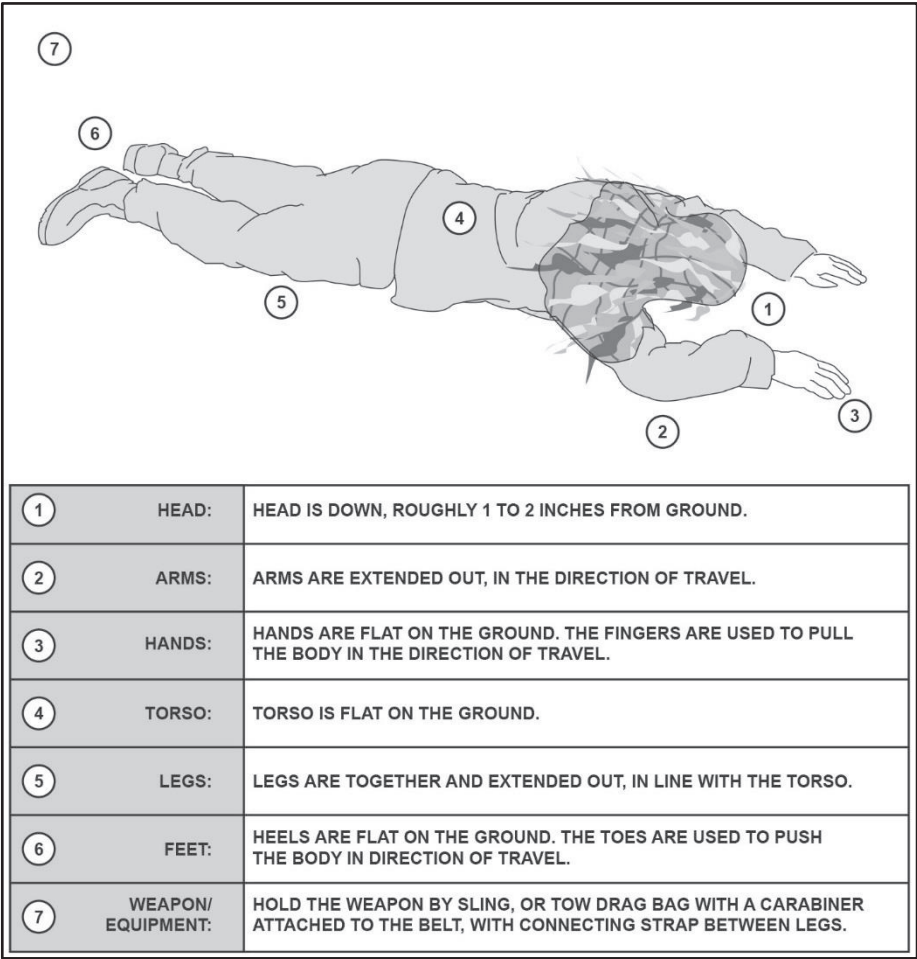 7
6
4
5
1
3
2
1 HEAD: HEAD IS DOWN, ROUGHLY 1 TO 2 INCHES FROM GROUND.
2 ARMS: ARMS ARE EXTENDED OUT, IN THE DIRECTION OF TRAVEL.
3 HANDS: HANDS ARE FLAT ON THE GROUND. THE FINGERS ARE USED TO PULL
THE BODY IN THE DIRECTION OF TRAVEL.
4 TORSO: TORSO IS FLAT ON THE GROUND.
5 LEGS: LEGS ARE TOGETHER AND EXTENDED OUT, IN LINE WITH THE TORSO.
6 FEET: HEELS ARE FLAT ON THE GROUND. THE TOES ARE USED TO PUSH
THE BODY IN DIRECTION OF TRAVEL.
7 WEAPON/
EQUIPMENT: HOLD THE WEAPON BY SLING, OR TOW DRAG BAG WITH A CARABINER
ATTACHED TO THE BELT, WITH CONNECTING STRAP BETWEEN LEGS.